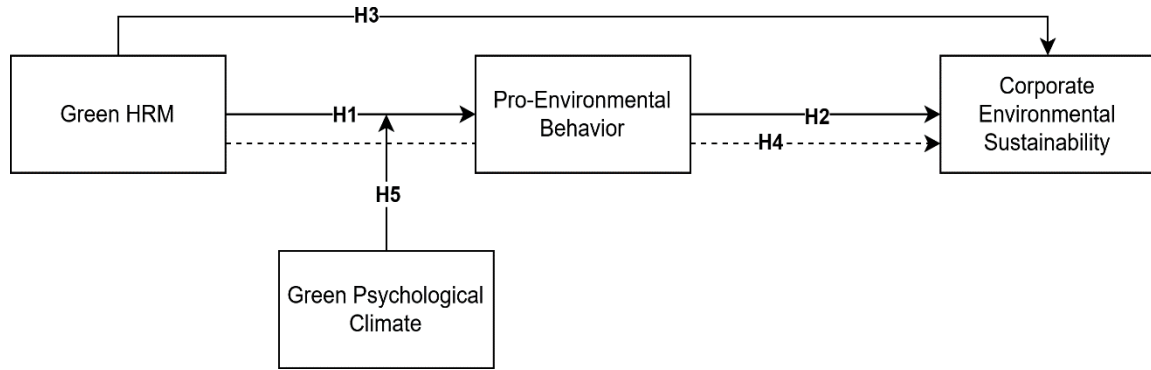 H3
Green HRM
H1
Pro-Environmental
Behavior
H2
H4
Corporate
Environmental
Sustainability
H5
Green Psychological
Climate